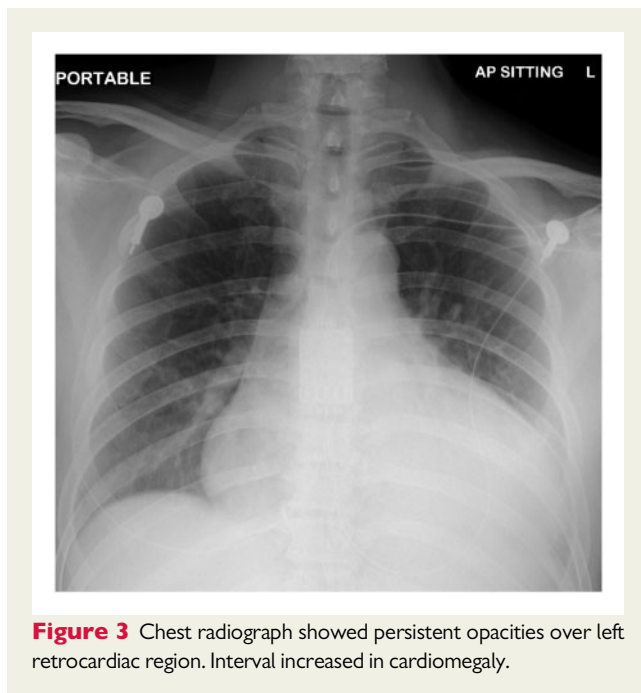 PORTABLE
AP SITTING L
Figure 3 Chest radiograph showed persistent opacities over left
retrocardiac region. Interval increased in cardiomegaly.